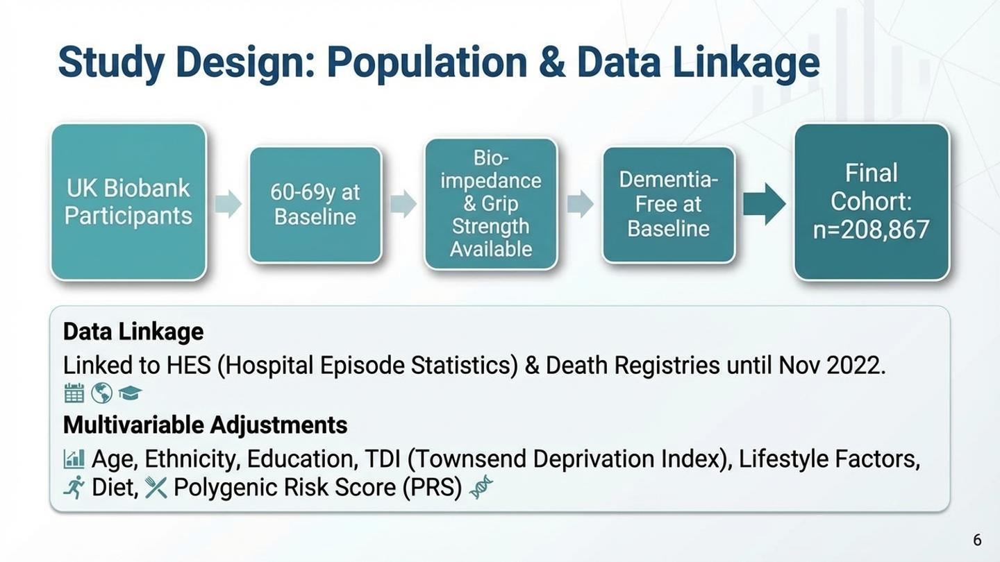 Study Design: Population & Data Linkage
UK Biobank
Participants
60-69y at
Baseline
Bio-
impedance
& Grip
Strength
Available
Dementia-
Free at
Baseline
Final
Cohort:
n=208,867
Data Linkage
Linked to HES (Hospital Episode Statistics) & Death Registries until Nov 2022.
Multivariable Adjustments
Age, Ethnicity, Education, TDI (Townsend Deprivation Index), Lifestyle Factors,
Diet, Polygenic Risk Score (PRS)
6